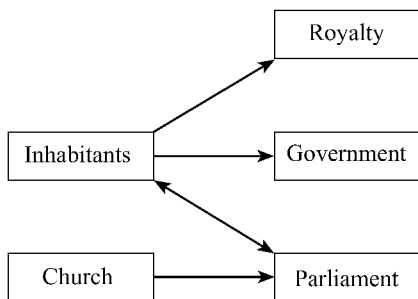 Royalty
Inhabitants
Government
Church
Parliament